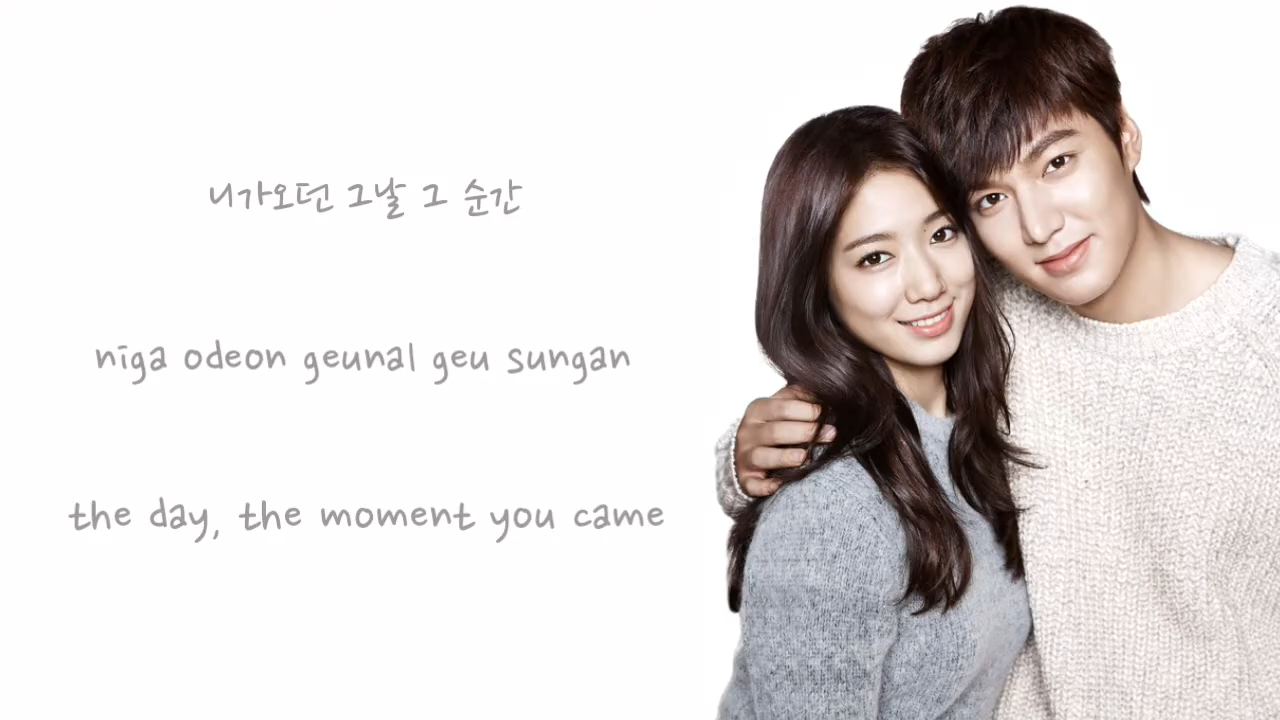 니가오던 그날 그 순간
niga odeon geunal geu sungan
the day, the moment you came